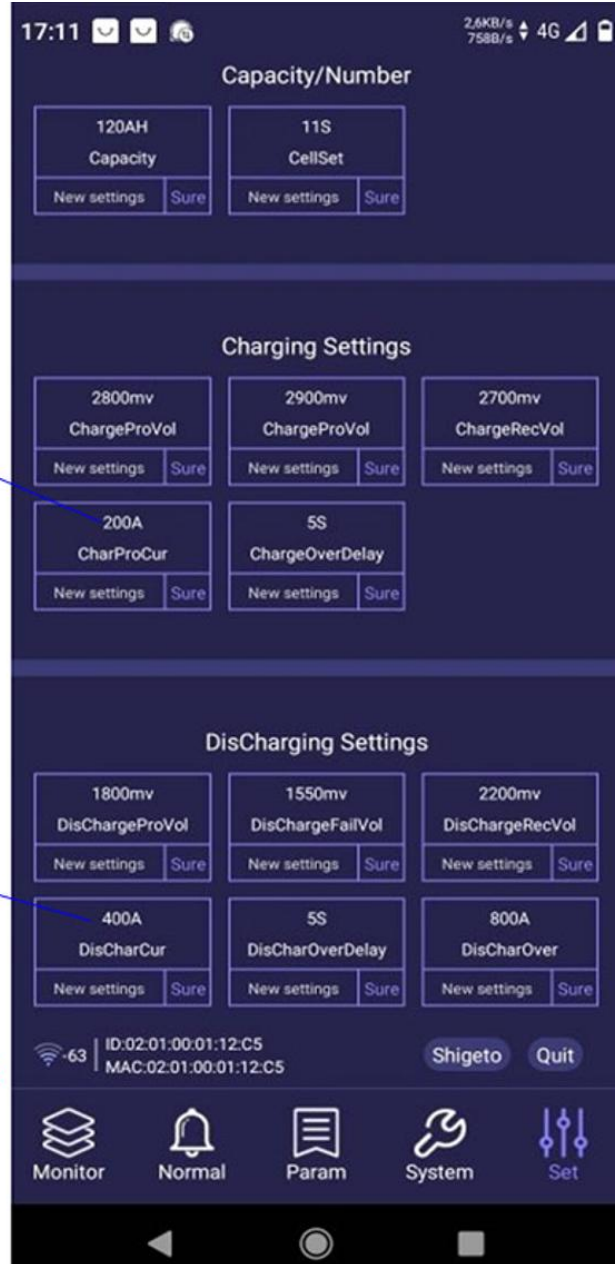 17:11
2,6KB/s
758B/s
4G
Capacity/Number
120AH 11S
Capacity CellSet
New settings Sure New settings Sure
Charging Settings
2800mv 2900mv 2700mv
ChargeProVol ChargeProVol ChargeRecVol
New settings Sure New settings Sure New settings Sure
200A 5S
CharProCur ChargeOverDelay
New settings Sure New settings Sure
DisCharging Settings
1800mv 1550mv 2200mv
DisChargeProVol DisChargeFailVol DisChargeRecVol
New settings Sure New settings Sure New settings Sure
400A 5S 800A
DisCharCur DisCharOverDelay DisCharOver
New settings Sure New settings Sure New settings Sure
-63
ID:02:01:00:01:12:C5
MAC:02:01:00:01:12:C5
Shigeto Quit
Monitor Normal Param System Set